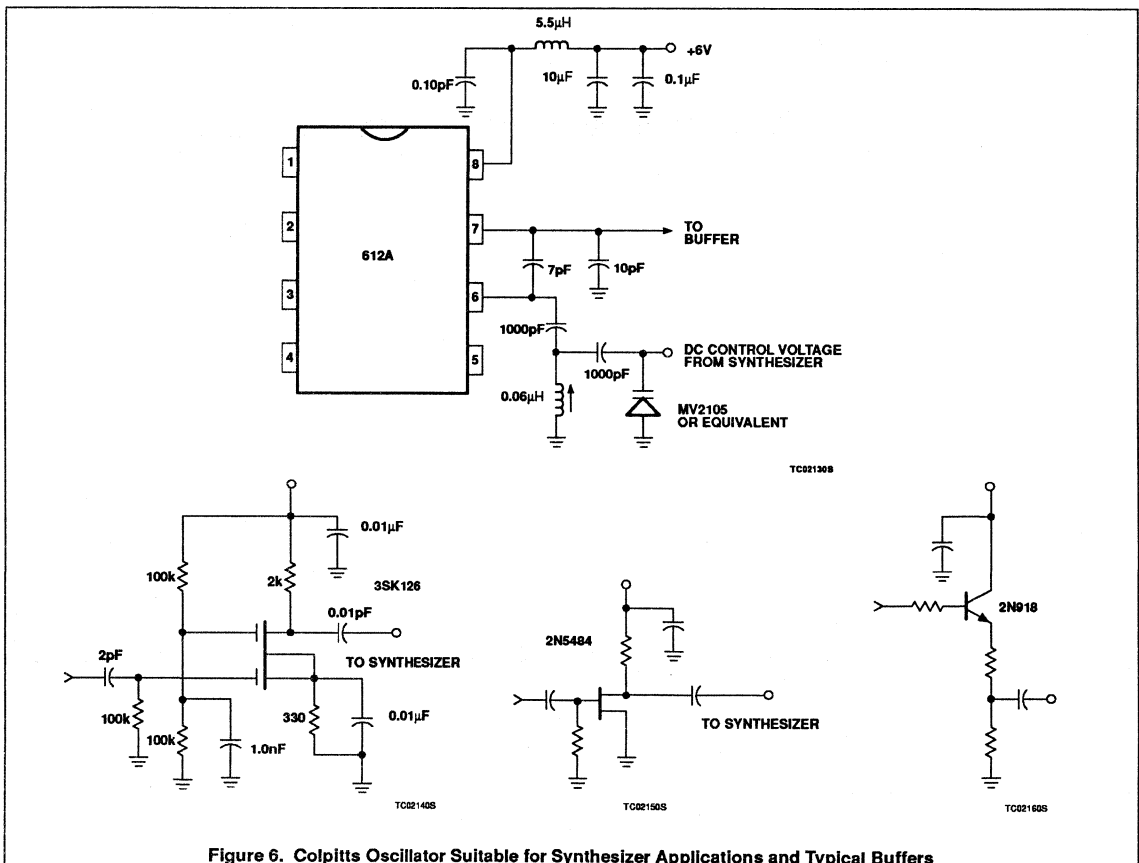 5.5µH
+6V
0.10pF
10µF
0.1µF
1
8
2
7
TO
BUFFER
612A
7pF
10pF
3
6
1000pF
4
5
DC CONTROL VOLTAGE
FROM SYNTHESIZER
1000pF
0.06µH
MV2105
OR EQUIVALENT
TC02130S
0.01µF
100k
2k
3SK126
0.01pF
TO SYNTHESIZER
2pF
100k
100k
1.0nF
330
0.01µF
TC02140S
2N5484
TO SYNTHESIZER
TC02150S
2N918
TC02160S
Figure 6. Colpitts Oscillator Suitable for Synthesizer Applications and Typical Buffers